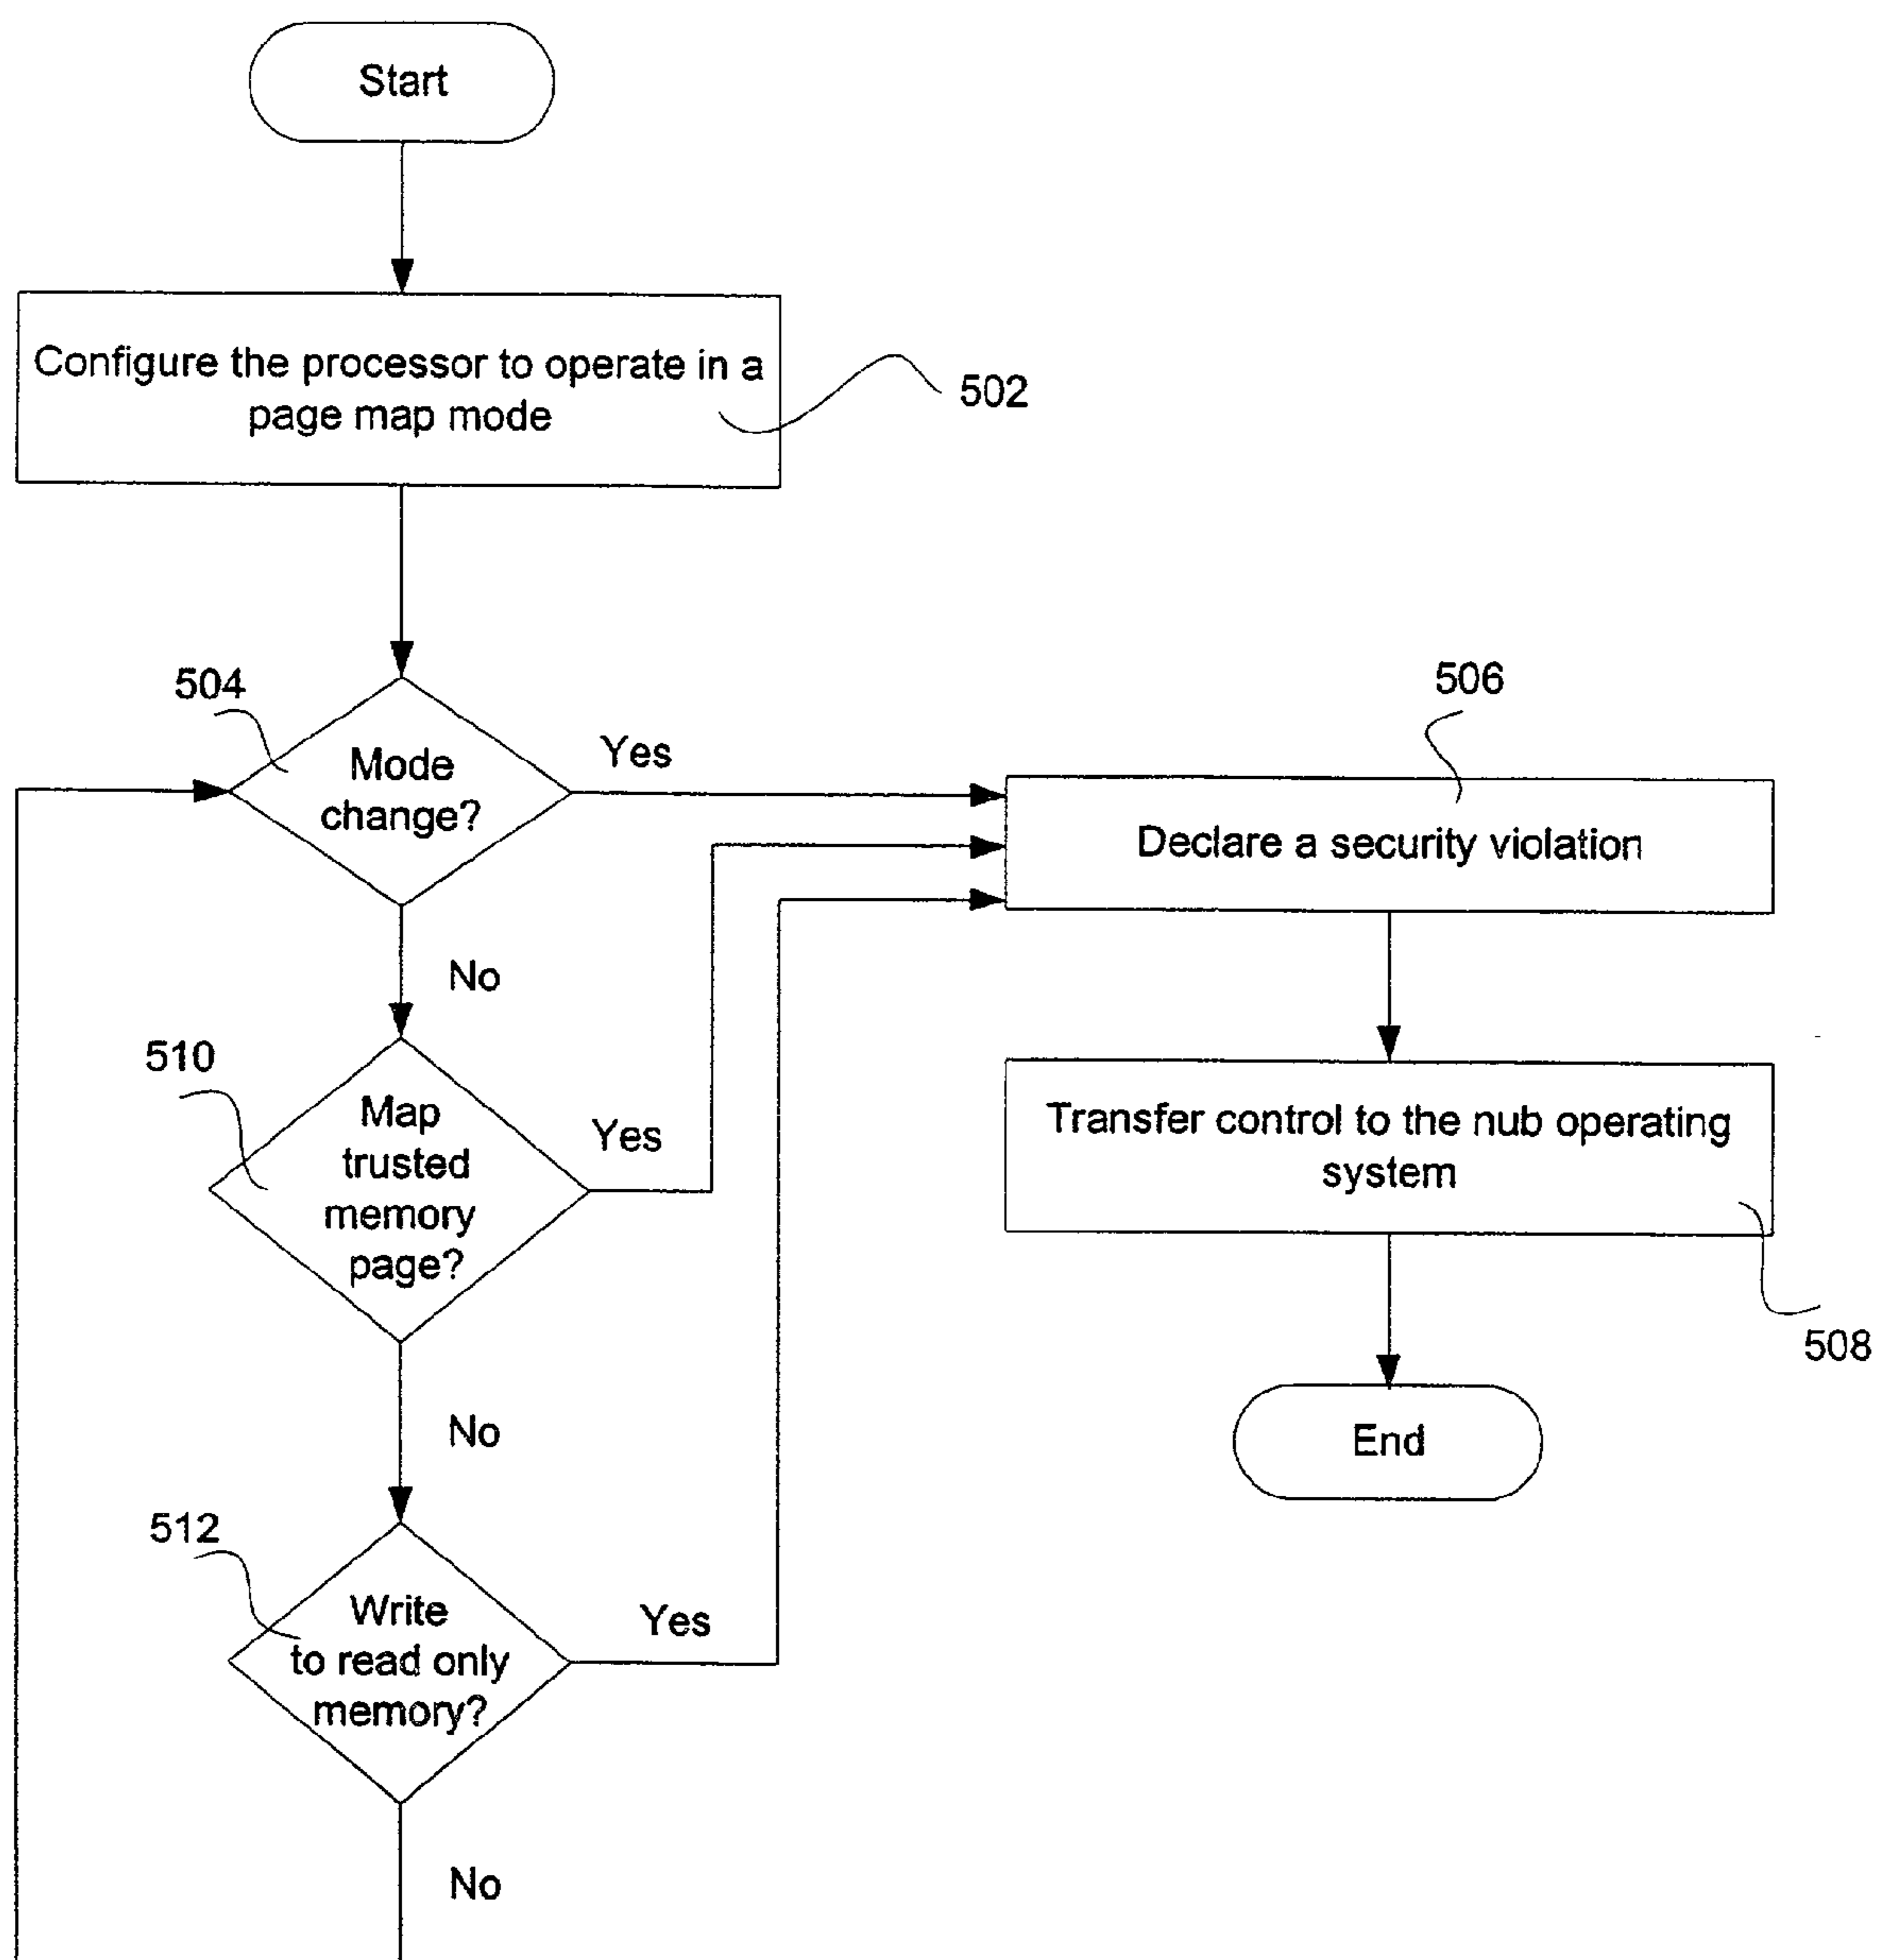 Start
Configure the processor to operate in a
page map mode
502
504
Mode
change?
Yes
506
Declare a security violation
No
510
Map
trusted
memory
page?
Yes
Transfer control to the nub operating
system
508
No
End
512
Write
to read only
memory?
Yes
No